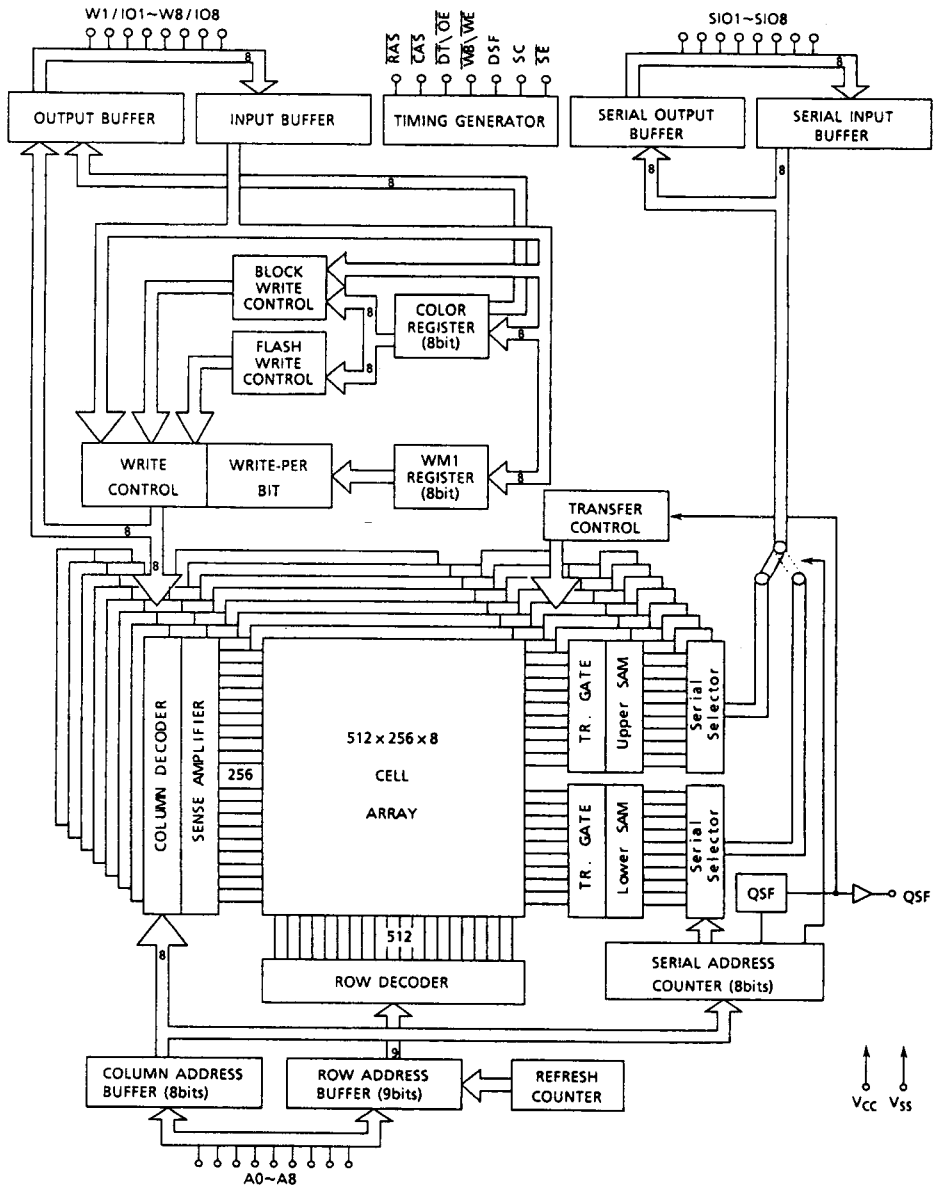 W1/IO1~W8/IO8
SIO1~SIO8
RAS
CAS
DT\OE
WB\WE
DSF
SC
SE
8
8
OUTPUT BUFFER
INPUT BUFFER
TIMING GENERATOR
SERIAL OUTPUT
BUFFER
SERIAL INPUT
BUFFER
8
8
8
BLOCK
WRITE
CONTROL
8
COLOR
REGISTER
(8bit)
8
FLASH
WRITE
CONTROL
8
WRITE
CONTROL
WRITE-PER
BIT
WM1
REGISTER
(8bit)
8
TRANSFER
CONTROL
8
8
COLUMN DECODER
SENSE AMPLIFIER
256
512x256x8
CELL
ARRAY
TR. GATE
Upper SAM
Serial
Selector
TR. GATE
Lower SAM
Serial
Selector
QSF
QSF
512
ROW DECODER
SERIAL ADDRESS
COUNTER (8bits)
8
9
COLUMN ADDRESS
BUFFER (8bits)
ROW ADDRESS
BUFFER (9bits)
REFRESH
COUNTER
VCC
VSS
A0~A8